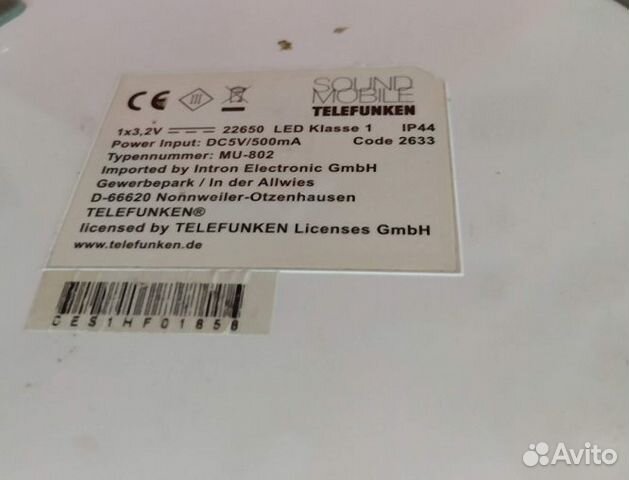 SOUND
MOBILE
TELEFUNKEN
1x3,2V 22650 LED Klasse 1 IP44
Power Input: DC5V/500mA Code 2633
Typennummer: MU-802
Imported by Intron Electronic GmbH
Gewerbepark / In der Allwies
D-66620 Nonnweiler-Otzenhausen
TELEFUNKEN®
licensed by TELEFUNKEN Licenses GmbH
www.telefunken.de
CES1HF01858
Avito